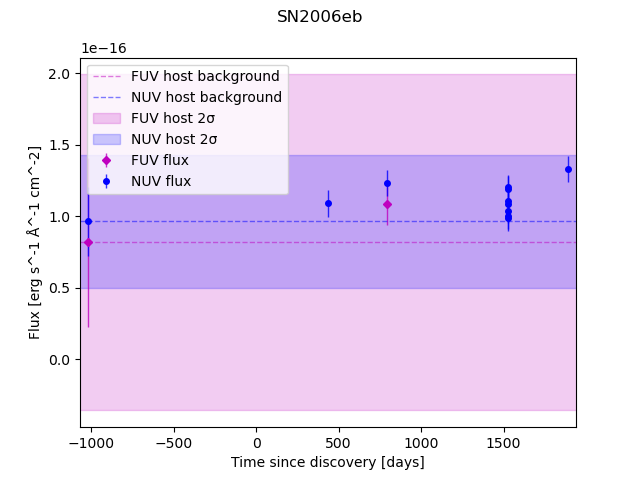 SN2006eb
1e−16
FUV host background
NUV host background
FUV host 2σ
NUV host 2σ
FUV flux
NUV flux
2.0
1.5
1.0
0.5
0.0
Flux [erg s^-1 Å^-1 cm^-2]
−1000 −500 0 500 1000 1500
Time since discovery [days]